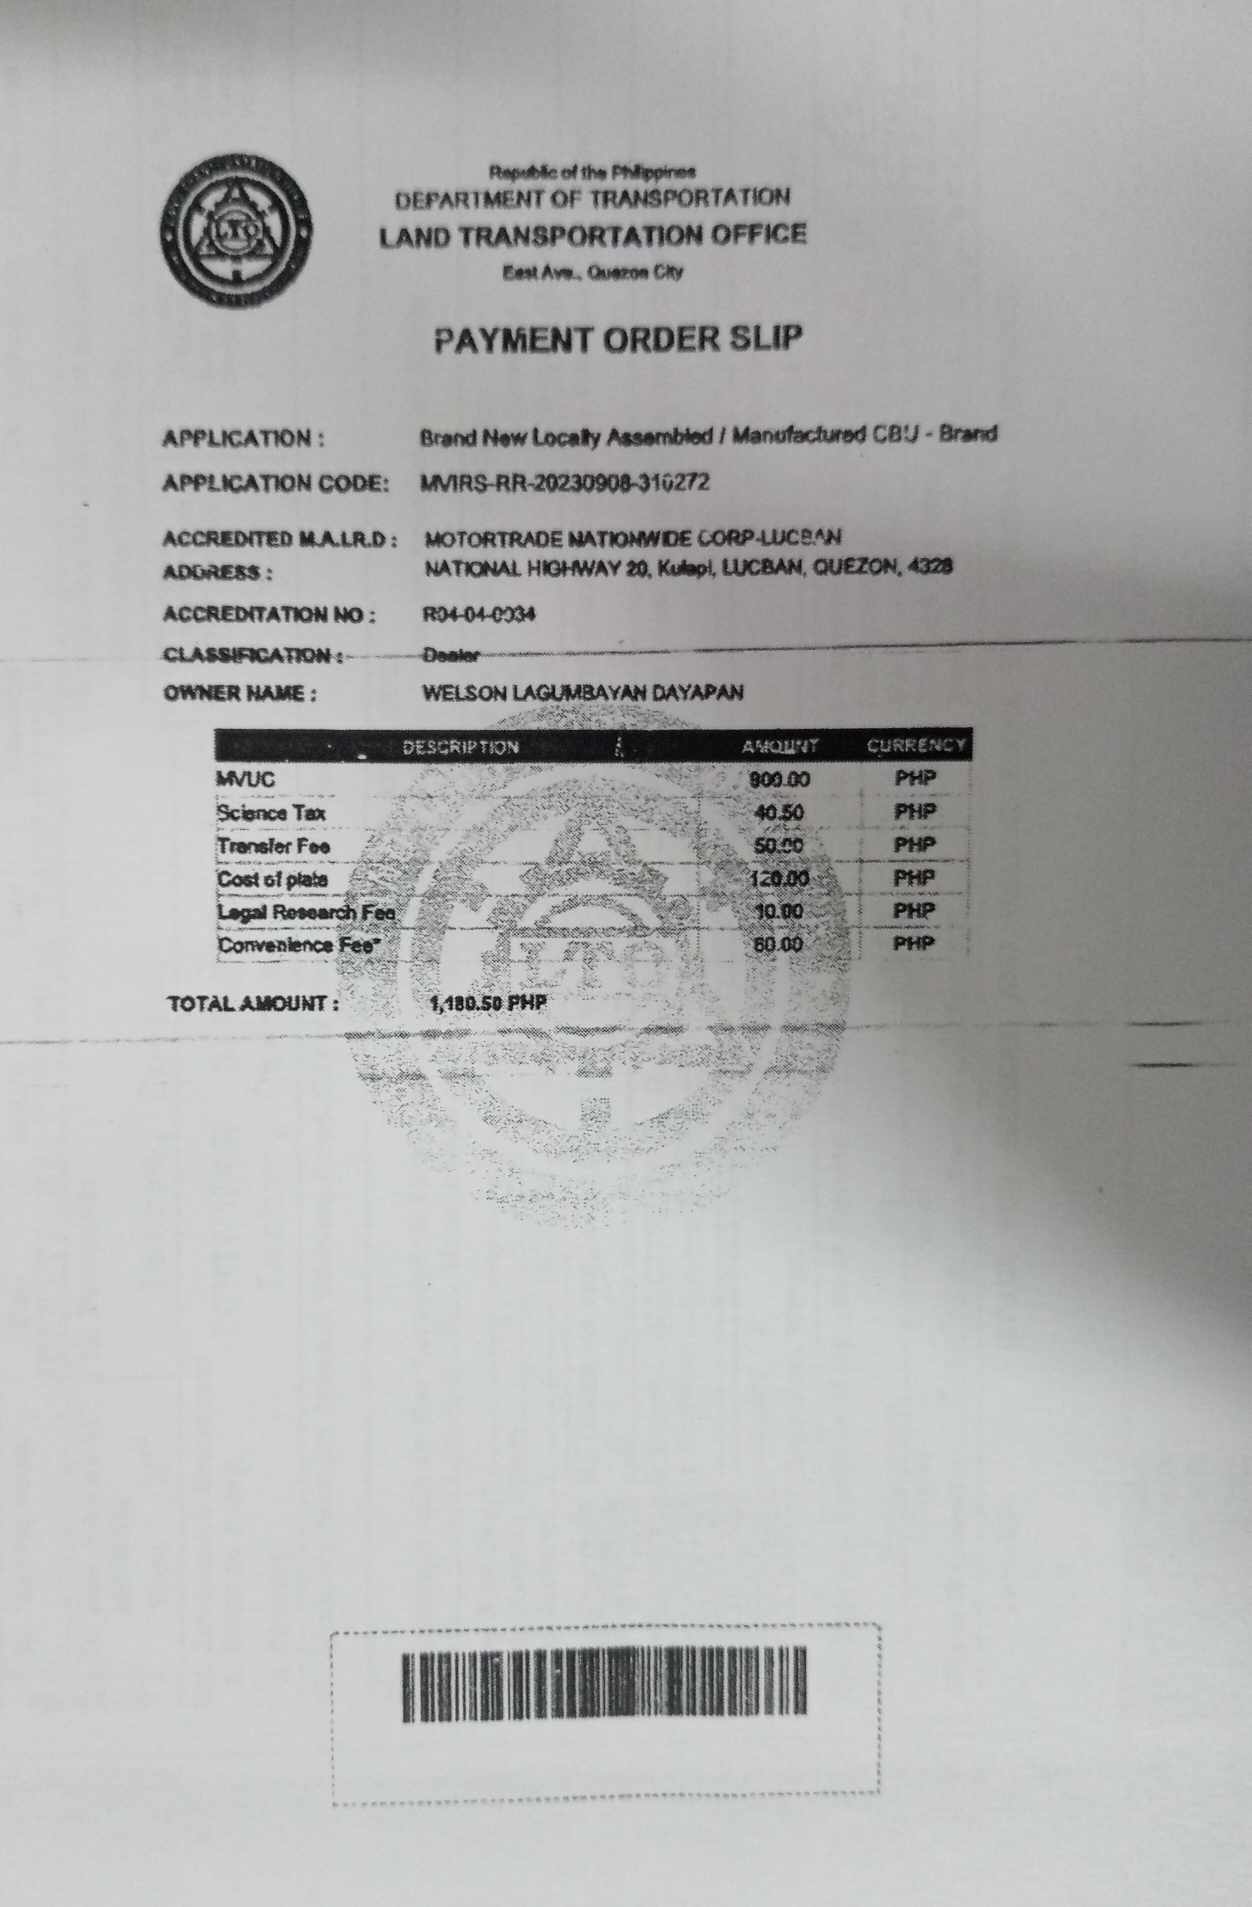 LTO
Republic of the Philippines
DEPARTMENT OF TRANSPORTATION
LAND TRANSPORTATION OFFICE
East Ave., Quezon City
PAYMENT ORDER SLIP
APPLICATION : Brand New Locally Assembled / Manufactured CBU - Brand
APPLICATION CODE: MVIRS-RR-20230908-310272
ACCREDITED M.A.I.R.D : MOTORTRADE NATIONWIDE CORP-LUCBAN
ADDRESS : NATIONAL HIGHWAY 20, Kulapi, LUCBAN, QUEZON, 4328
ACCREDITATION NO : R04-04-0034
CLASSIFICATION : Dealer
OWNER NAME : WELSON LAGUMBAYAN DAYAPAN
DESCRIPTION AMOUNT CURRENCY
MVUC 900.00 PHP
Science Tax 40.50 PHP
Transfer Fee 50.00 PHP
Cost of plate 120.00 PHP
Legal Research Fee 10.00 PHP
Convenience Fee* 60.00 PHP
TOTAL AMOUNT : 1,180.50 PHP